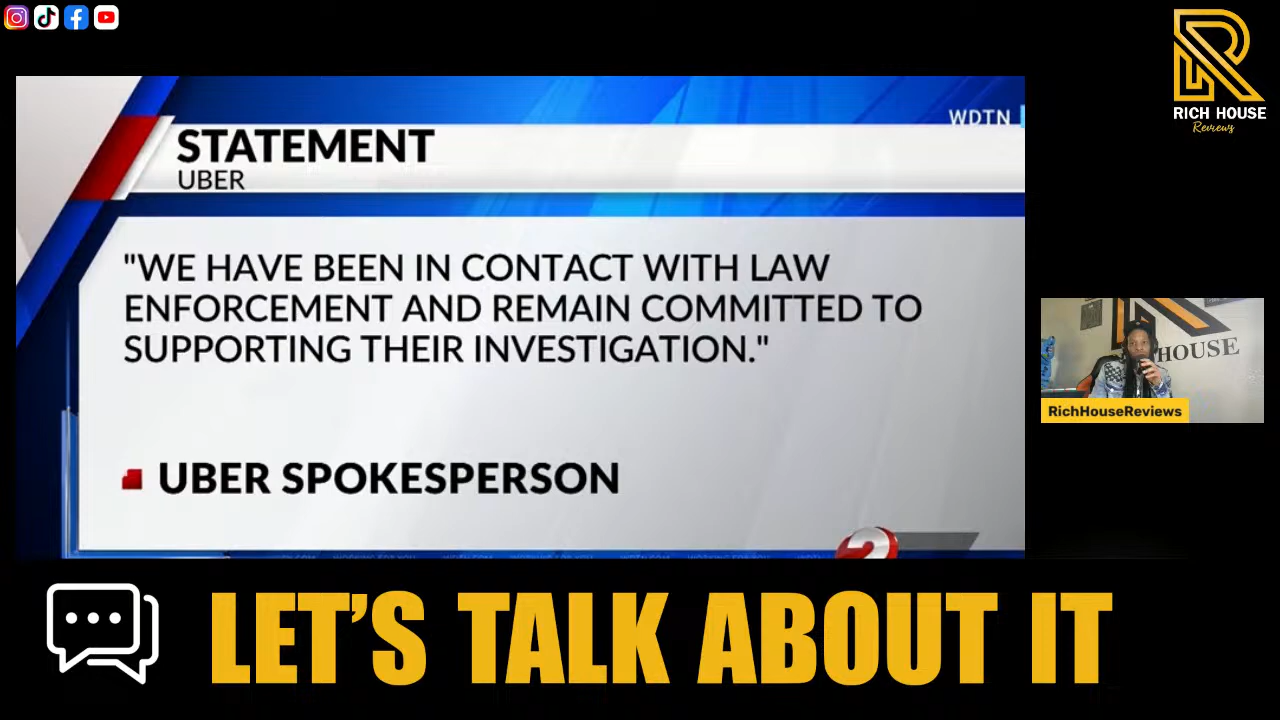 RICH HOUSE
Reviews
WDTN
STATEMENT
UBER
"WE HAVE BEEN IN CONTACT WITH LAW
ENFORCEMENT AND REMAIN COMMITTED TO
SUPPORTING THEIR INVESTIGATION."
UBER SPOKESPERSON
2
HOUSE
RichHouseReviews
LET'S TALK ABOUT IT